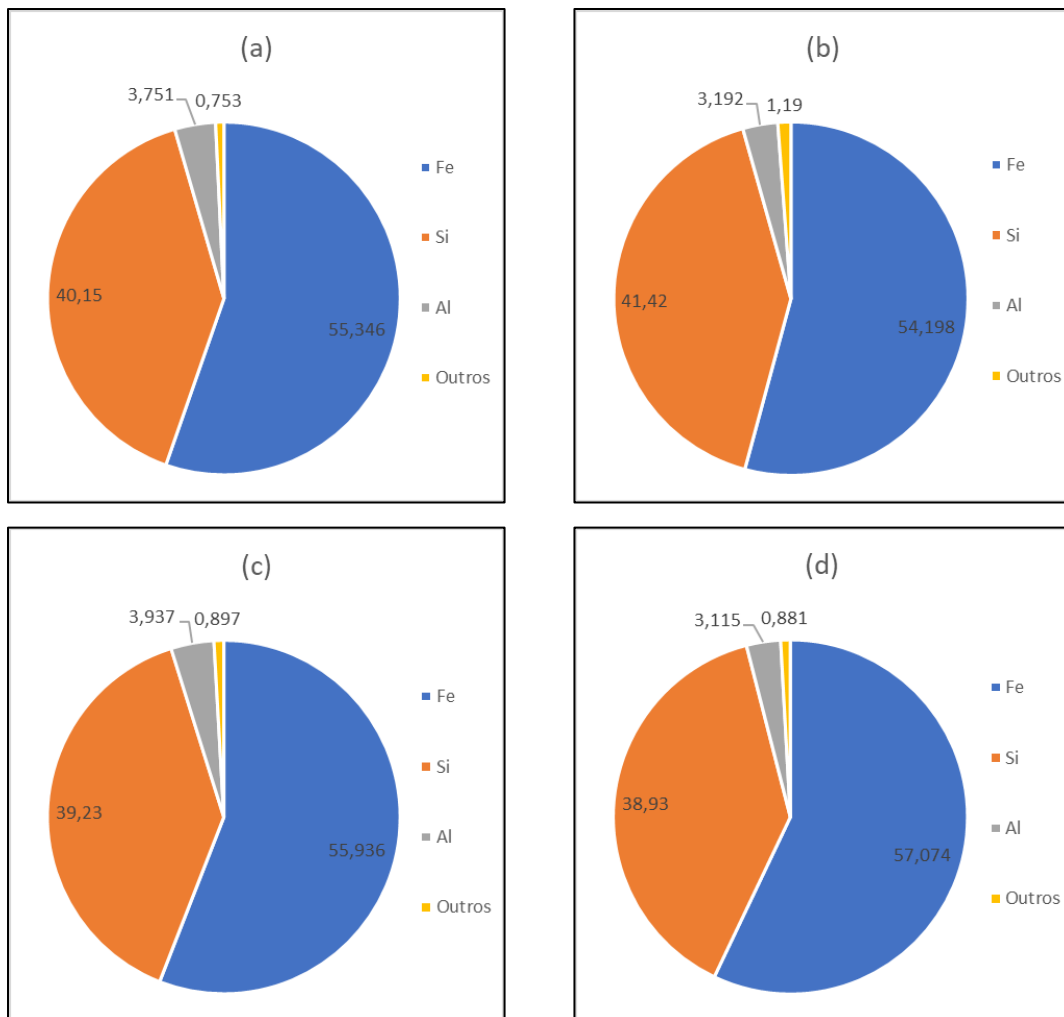 (a)
3,751
0,753
40,15
55,346
Fe
Si
Al
Outros
(b)
3,192
1,19
41,42
54,198
Fe
Si
Al
Outros
(c)
3,937
0,897
39,23
55,936
Fe
Si
Al
Outros
(d)
3,115
0,881
38,93
57,074
Fe
Si
Al
Outros